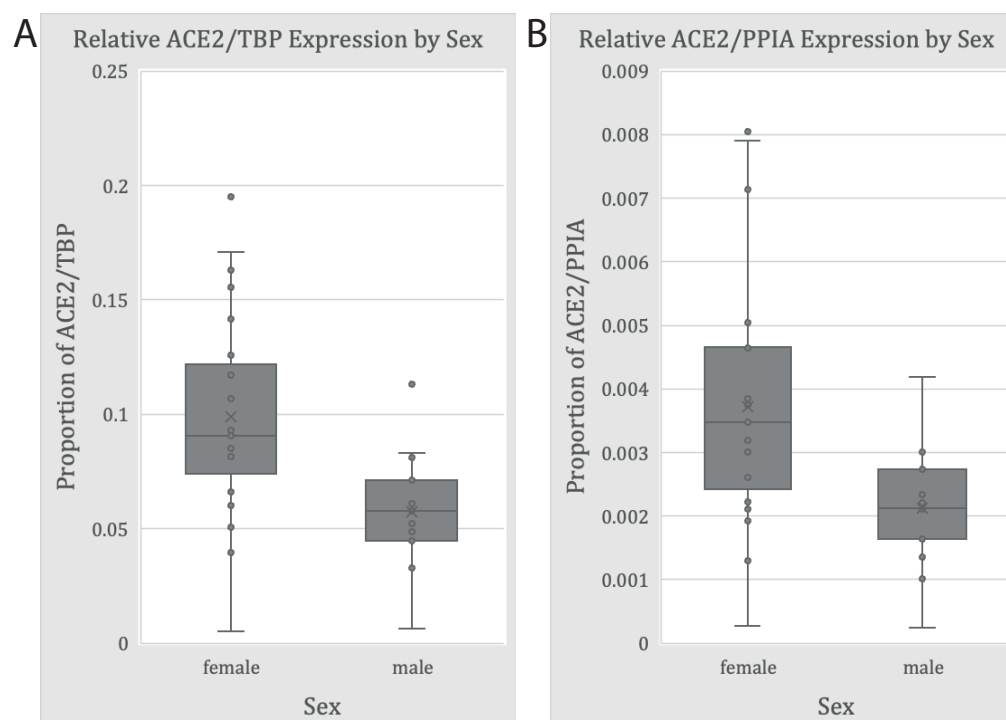 A
Relative ACE2/TBP Expression by Sex
Proportion of ACE2/TBP
0.25
0.2
0.15
0.1
0.05
0
female
male
Sex
B
Relative ACE2/PPIA Expression by Sex
Proportion of ACE2/PPIA
0.009
0.008
0.007
0.006
0.005
0.004
0.003
0.002
0.001
0
female
male
Sex